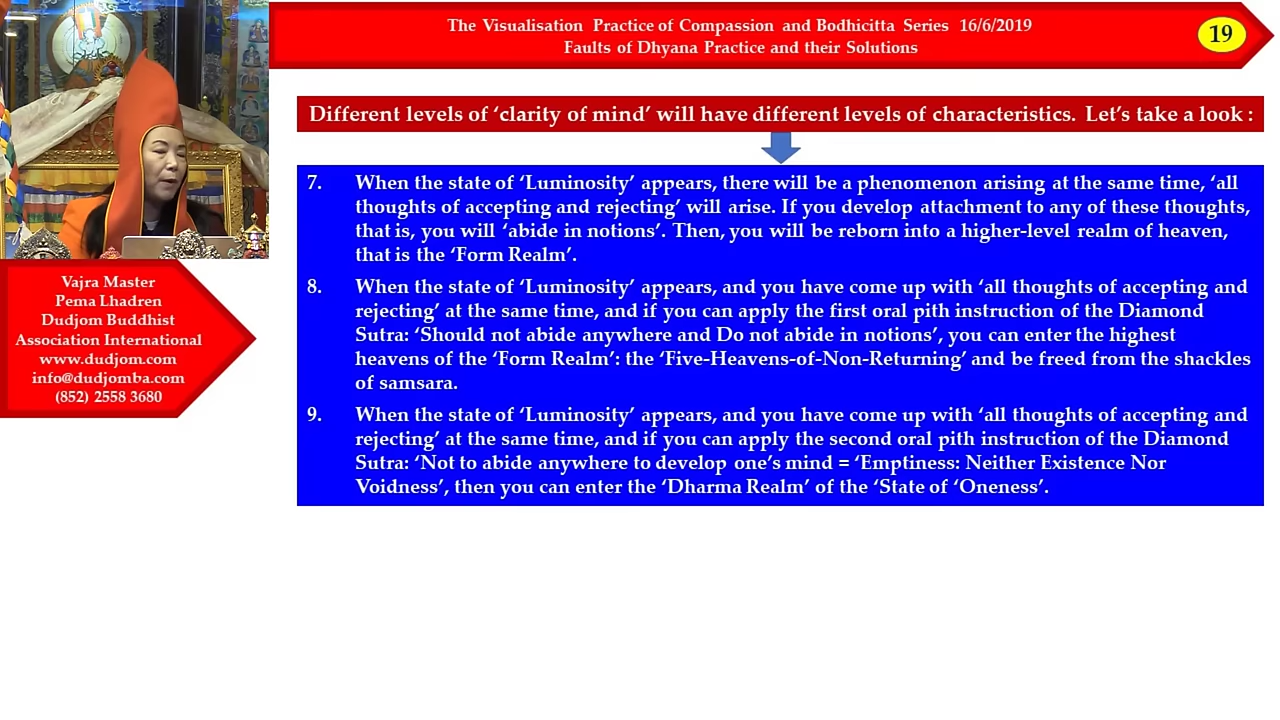 The Visualisation Practice of Compassion and Bodhicitta Series 16/6/2019
Faults of Dhyana Practice and their Solutions
19
Different levels of ‘clarity of mind’ will have different levels of characteristics. Let’s take a look :
7. When the state of ‘Luminosity’ appears, there will be a phenomenon arising at the same time, ‘all
thoughts of accepting and rejecting’ will arise. If you develop attachment to any of these thoughts,
that is, you will ‘abide in notions’. Then, you will be reborn into a higher-level realm of heaven,
that is the ‘Form Realm’.
8. When the state of ‘Luminosity’ appears, and you have come up with ‘all thoughts of accepting and
rejecting’ at the same time, and if you can apply the first oral pith instruction of the Diamond
Sutra: ‘Should not abide anywhere and Do not abide in notions’, you can enter the highest
heavens of the ‘Form Realm’: the ‘Five-Heavens-of-Non-Returning’ and be freed from the shackles
of samsara.
9. When the state of ‘Luminosity’ appears, and you have come up with ‘all thoughts of accepting and
rejecting’ at the same time, and if you can apply the second oral pith instruction of the Diamond
Sutra: ‘Not to abide anywhere to develop one’s mind = ‘Emptiness: Neither Existence Nor
Voidness’, then you can enter the ‘Dharma Realm’ of the ‘State of ‘Oneness’.
Vajra Master
Pema Lhadren
Dudjom Buddhist
Association International
www.dudjom.com
info@dudjomba.com
(852) 2558 3680